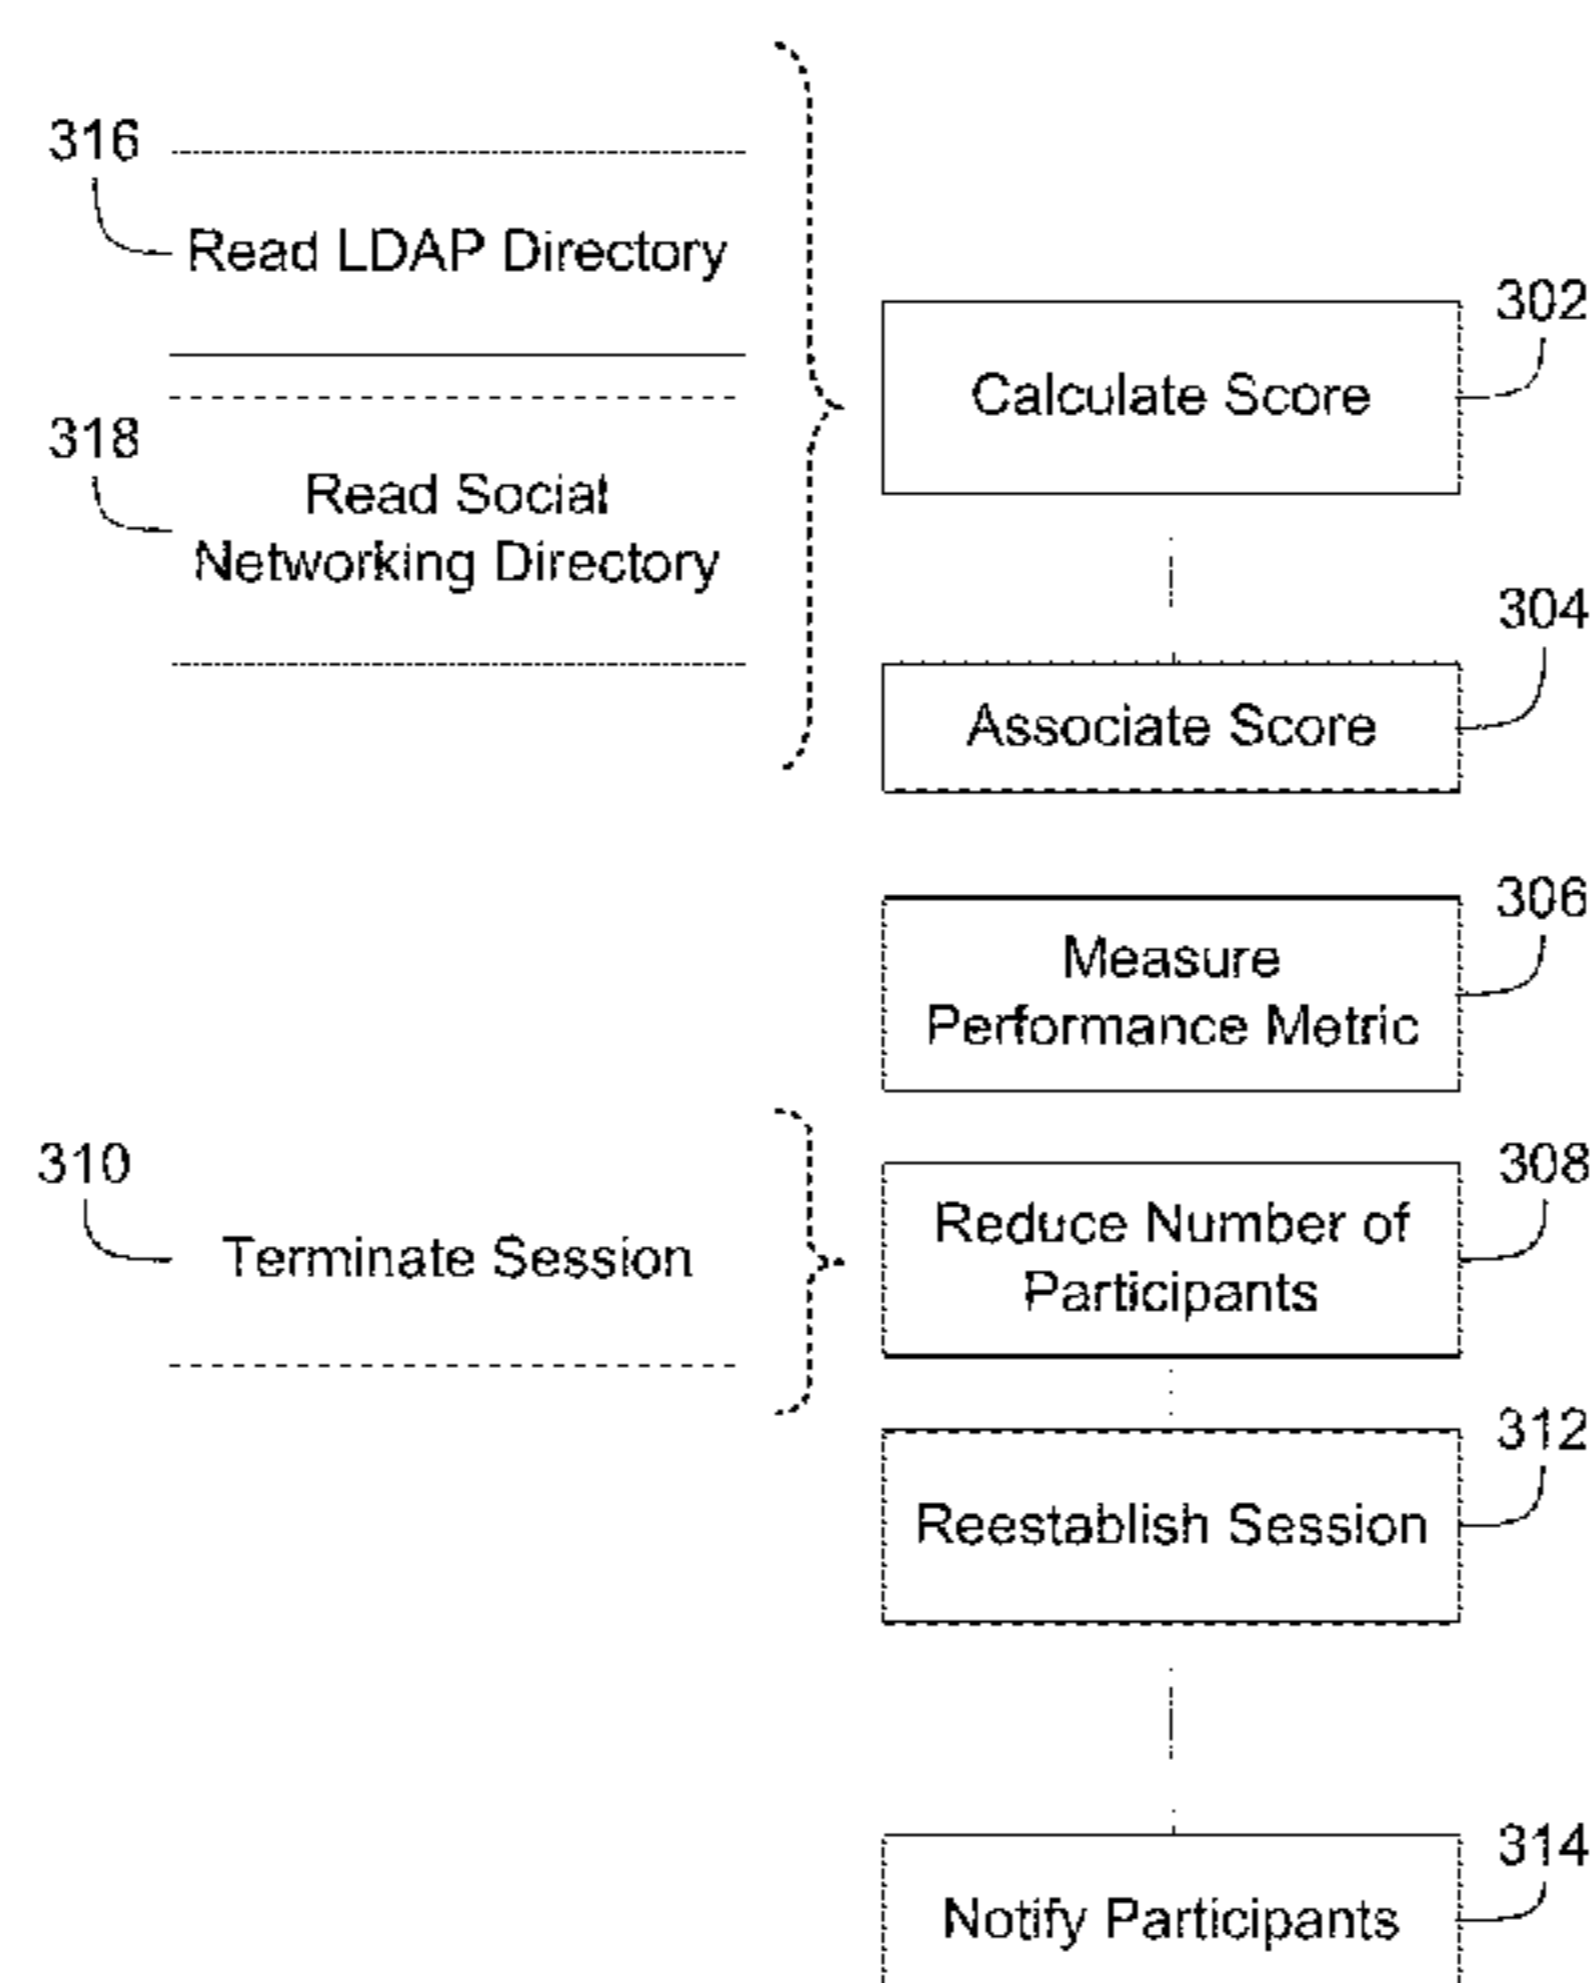 316
Read LDAP Directory
302
Calculate Score
318
Read Social
Networking Directory
304
Associate Score
306
Measure
Performance Metric
310
Terminate Session
308
Reduce Number of
Participants
312
Reestablish Session
314
Notify Participants